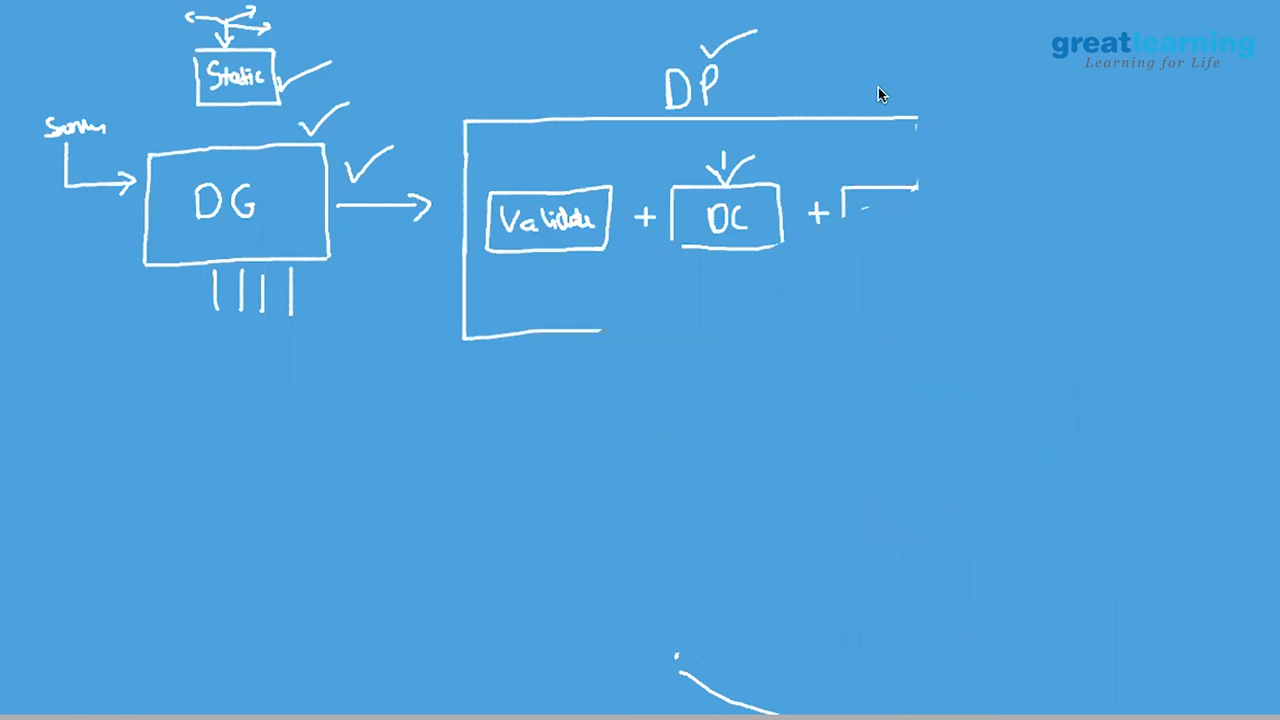 greatlearning
Learning for Life
Static
DP
DG
Validate + DC +